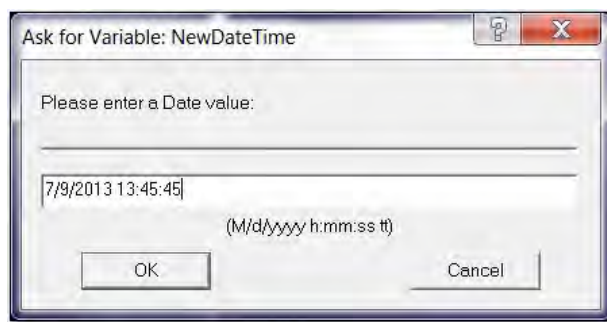 Ask for Variable: NewDateTime
?
X
Please enter a Date value:
7/9/2013 13:45:45
(M/d/yyyy h:mm:ss tt)
OK Cancel